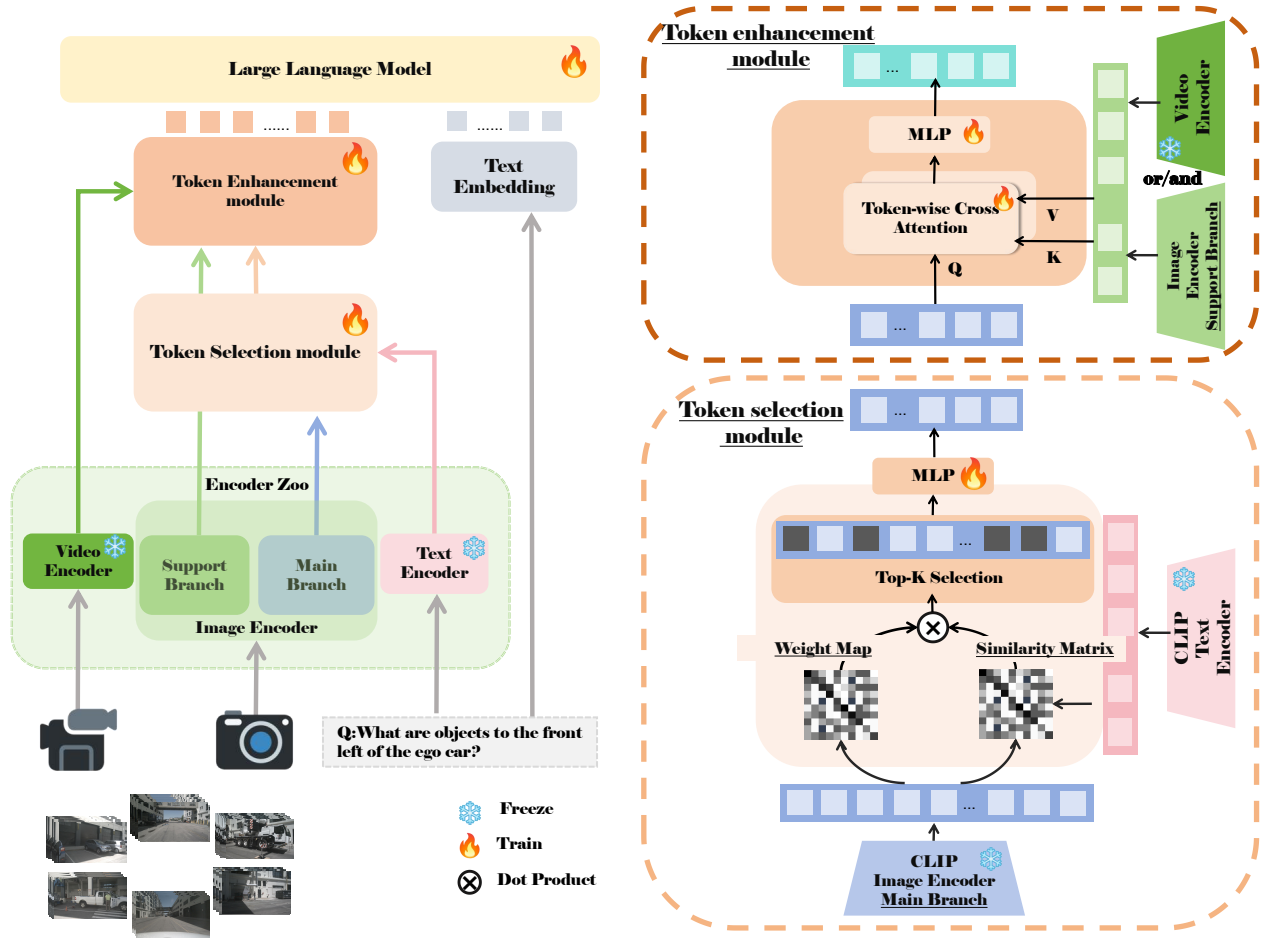 Large Language Model
......
......
Token Enhancement
module
Text
Embedding
Token Selection module
Encoder Zoo
Video
Encoder
Support
Branch
Main
Branch
Text
Encoder
Image Encoder
Q:What are objects to the front
left of the ego car?
Freeze
Train
Dot Product
Token enhancement
module
...
MLP
Token-wise Cross
Attention
V
K
Q
...
Video
Encoder
or/and
Image
Encoder
Support Branch
Token selection
module
...
MLP
...
Top-K Selection
Weight Map
Similarity Matrix
...
CLIP
Text
Encoder
CLIP
Image Encoder
Main Branch